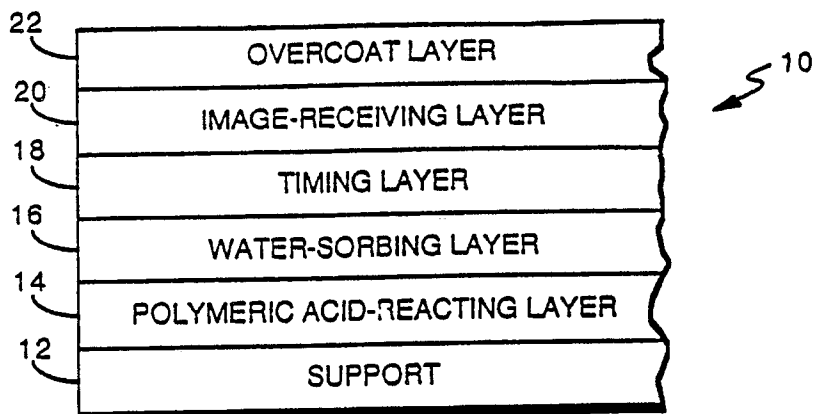 22
OVERCOAT LAYER
10
20
IMAGE-RECEIVING LAYER
18
TIMING LAYER
16
WATER-SORBING LAYER
14
POLYMERIC ACID-REACTING LAYER
12
SUPPORT